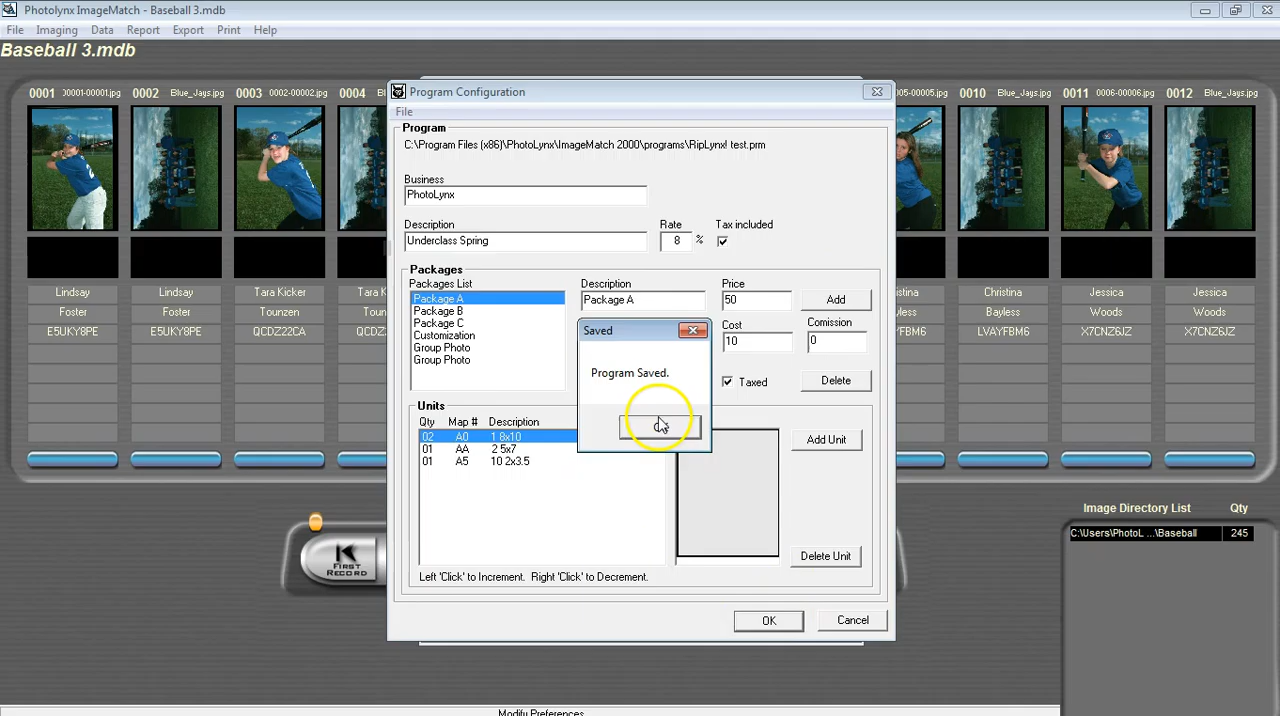 Photolynx ImageMatch - Baseball 3.mdb
File Imaging Data Report Export Print Help
Baseball 3.mdb
0001 0002 Blue_Jays.jpg 0003 0002-00002.jpg 0004
0010 Blue_Jays.jpg 0011 0006-00006.jpg 0012 Blue_Jays.jpg
Lindsay Lindsay Tara Kicker
Foster Foster Tounzen
E5UKY8PE E5UKY8PE QCDZ22CA
Christina Jessica Jessica
Bayless Woods Woods
LVAYFBM6 X7CNZ6JZ X7CNZ6JZ
FIRST
RECORD
Program Configuration
File
Program
C:\Program Files (x86)\PhotoLynx\ImageMatch 2000\programs\RipLynx! test.prm
Business
PhotoLynx
Description Rate Tax included
Underclass Spring 8 %
Packages
Packages List Description Price
Package A Package A 50 Add
Package B
Package C
Customization
Group Photo
Group Photo
Cost Comission
10 0
Taxed Delete
Saved
Program Saved.
Units
Qty Map # Description
02 A0 1 8x10
01 AA 2 5x7
01 A5 10 2x3.5
Add Unit
Delete Unit
Left 'Click' to Increment. Right 'Click' to Decrement.
OK Cancel
Image Directory List Qty
C:\Users\PhotoL ...\Baseball 245
Modify Preferences